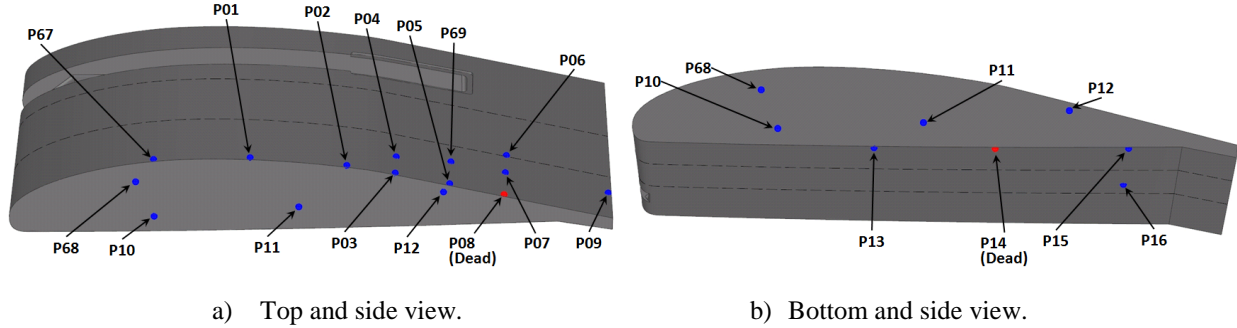 P01
P02
P04
P05
P69
P67
P06
P68
P10
P11
P03
P12
P08
(Dead)
P07
P09
P68
P10
P11
P12
P13
P14
(Dead)
P15
P16
a) Top and side view.
b) Bottom and side view.